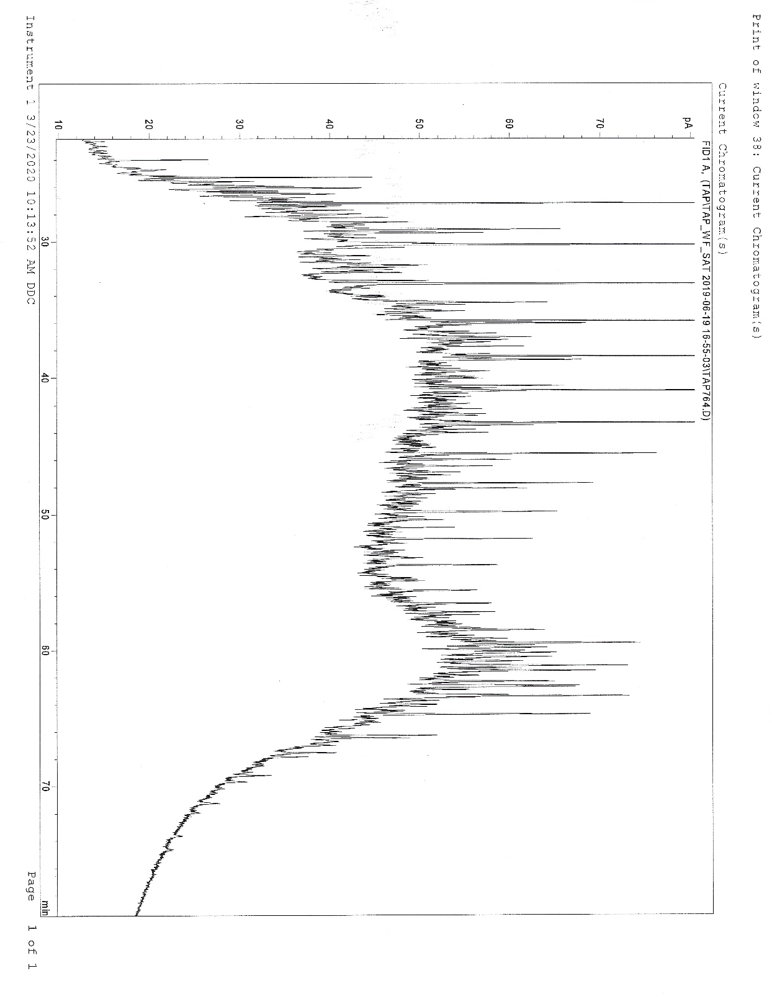 Print of window 38: Current Chromatogram(s)
Current Chromatogram(s)
FID1 A, (TAP\TAP_WF_SAT 2019-06-19 16-55-03\TAP764.D)
pA
70
60
50
40
30
20
10
30
40
50
60
70
min
Instrument 1 3/23/2020 10:13:52 AM DDC
Page 1 of 1